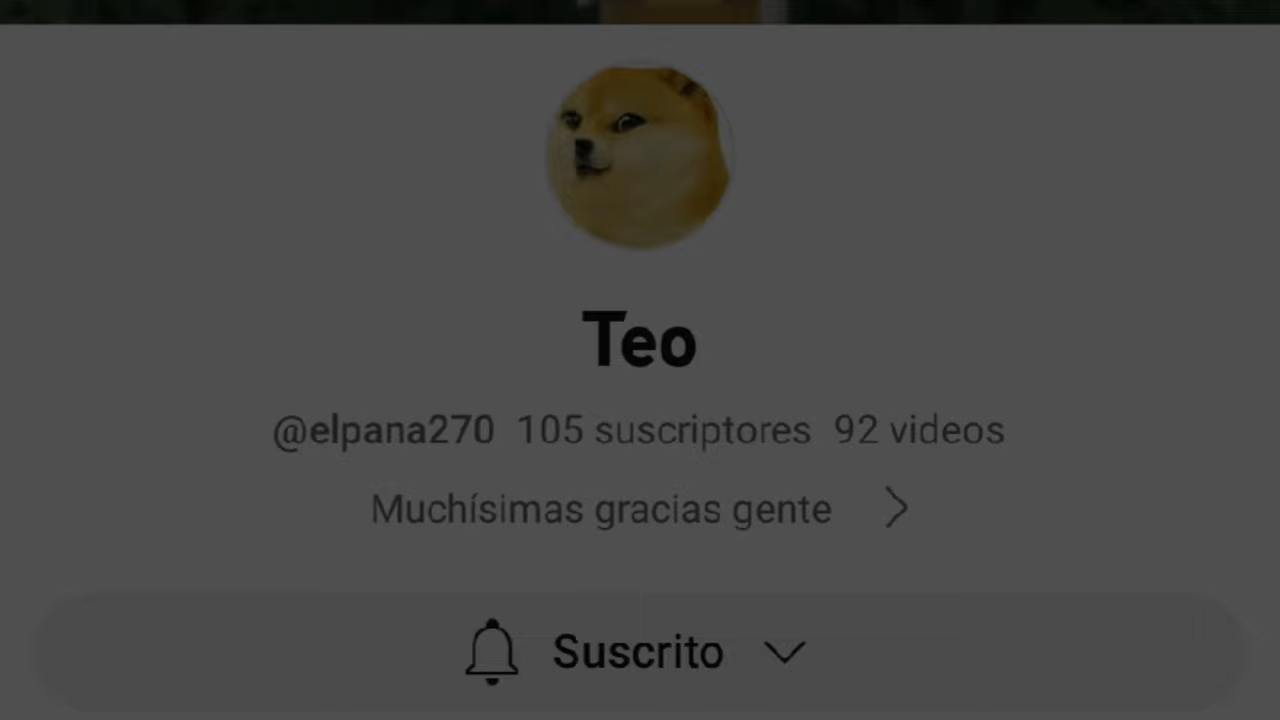 Teo
@elpana270 105 suscriptores 92 videos
Muchísimas gracias gente
Suscrito